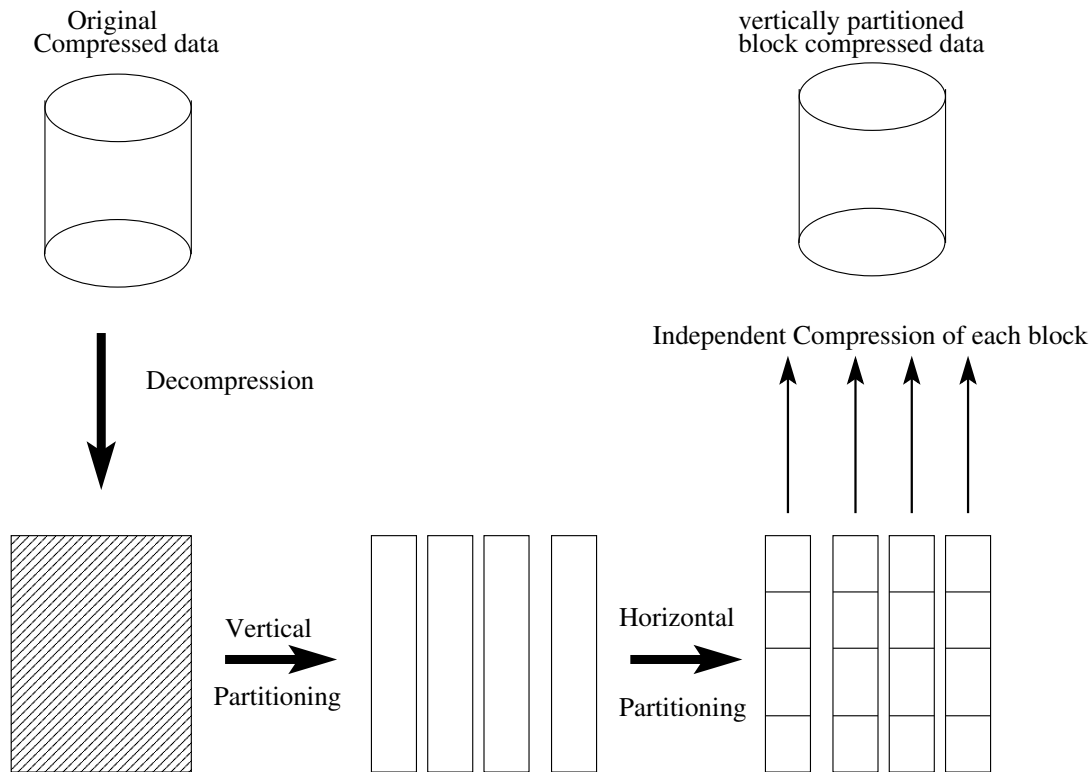 Original
Compressed data
vertically partitioned
block compressed data
Independent Compression of each block
Decompression
Vertical
Partitioning
Horizontal
Partitioning